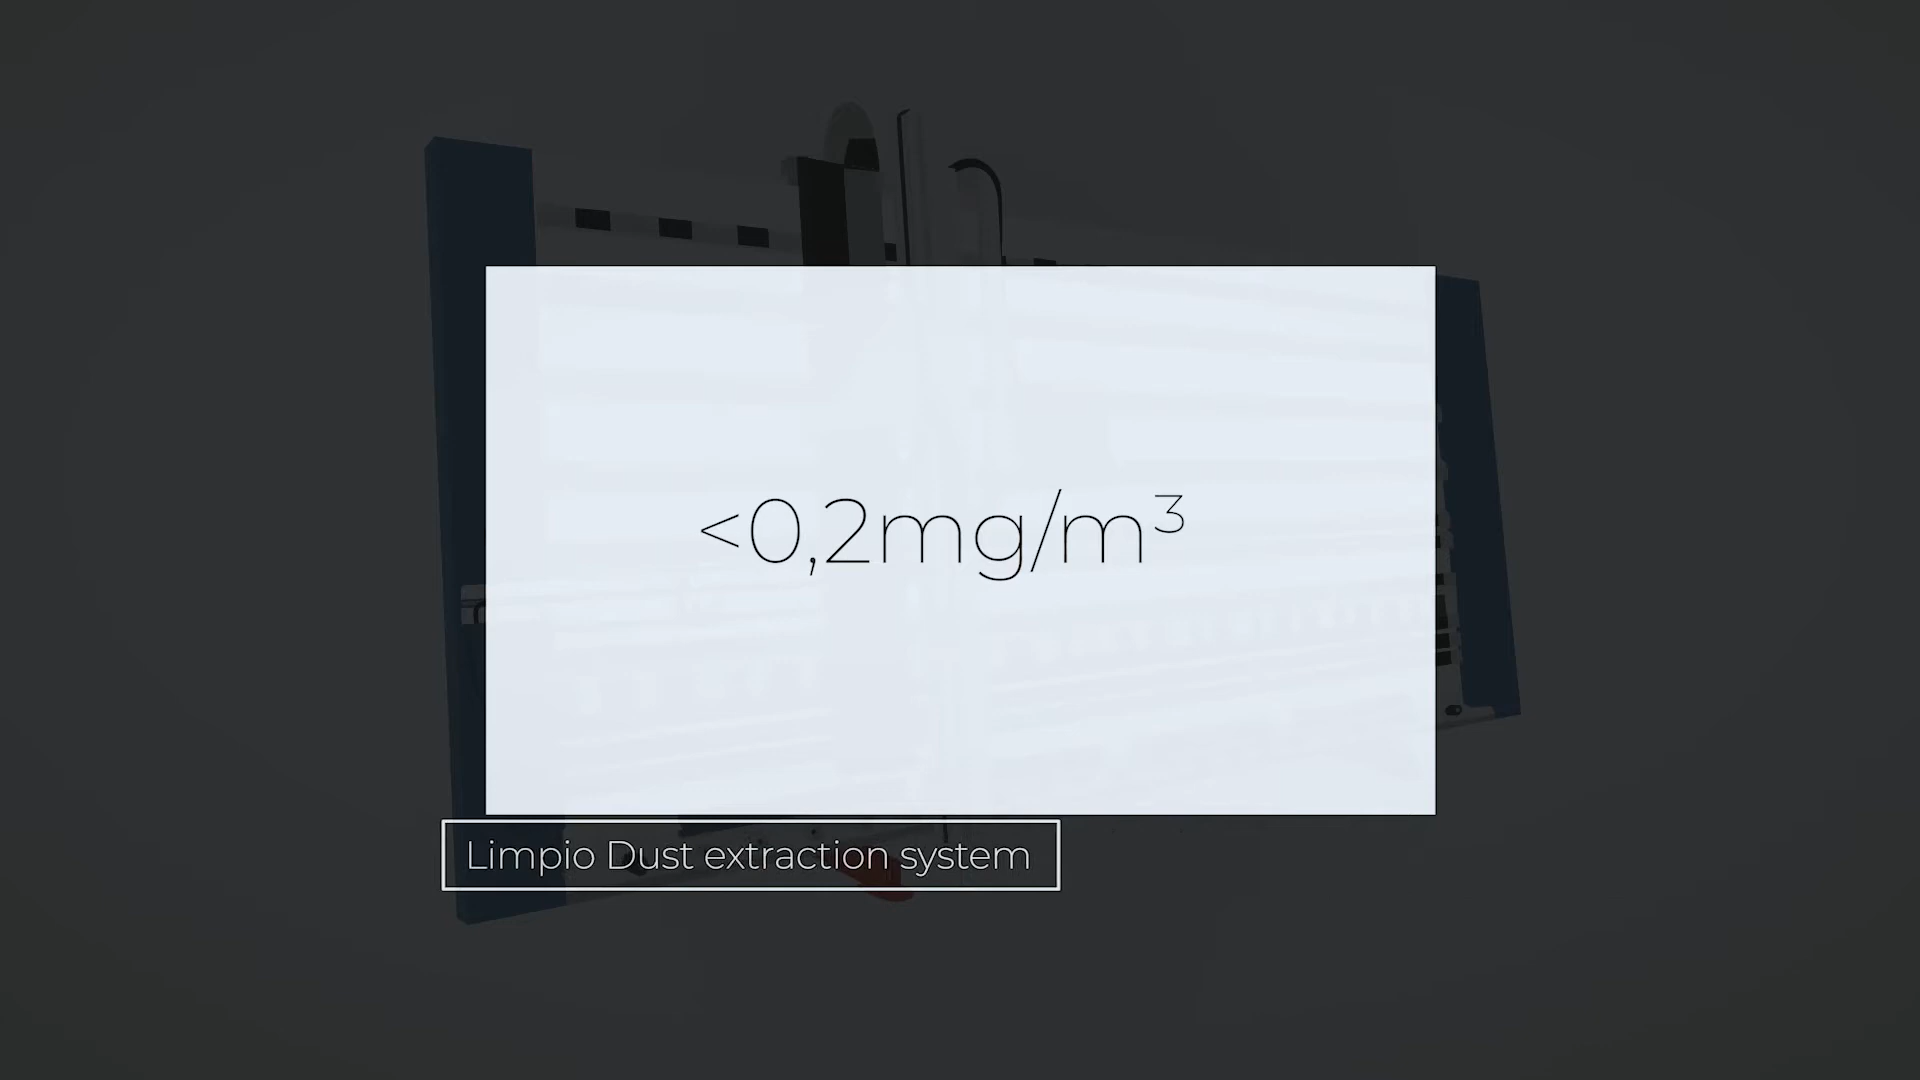 <0,2mg/m³
Limpio Dust extraction system